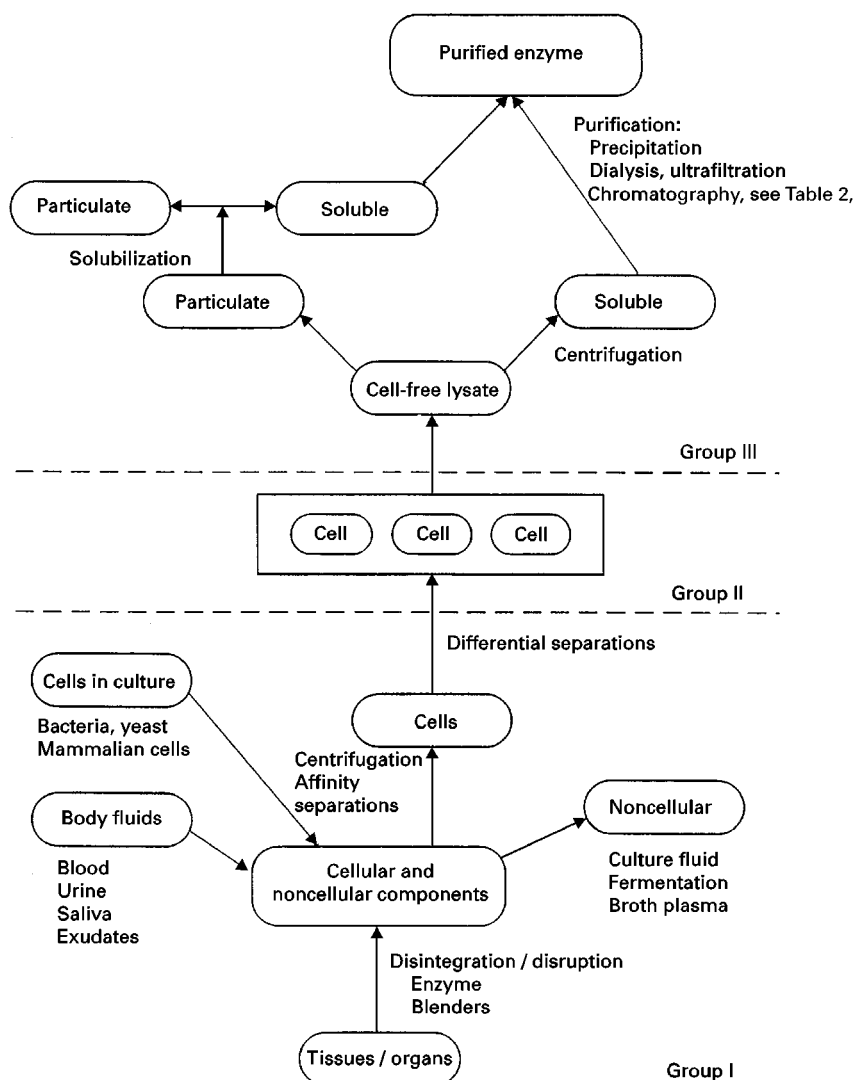 Purified enzyme
Purification:
Precipitation
Dialysis, ultrafiltration
Chromatography, see Table 2,
Particulate
Soluble
Solubilization
Particulate
Soluble
Centrifugation
Cell-free lysate
Group III
Cell
Cell
Cell
Group II
Differential separations
Cells in culture
Bacteria, yeast
Mammalian cells
Cells
Centrifugation
Affinity
separations
Body fluids
Blood
Urine
Saliva
Exudates
Noncellular
Culture fluid
Fermentation
Broth plasma
Cellular and
noncellular components
Disintegration / disruption
Enzyme
Blenders
Tissues / organs
Group I